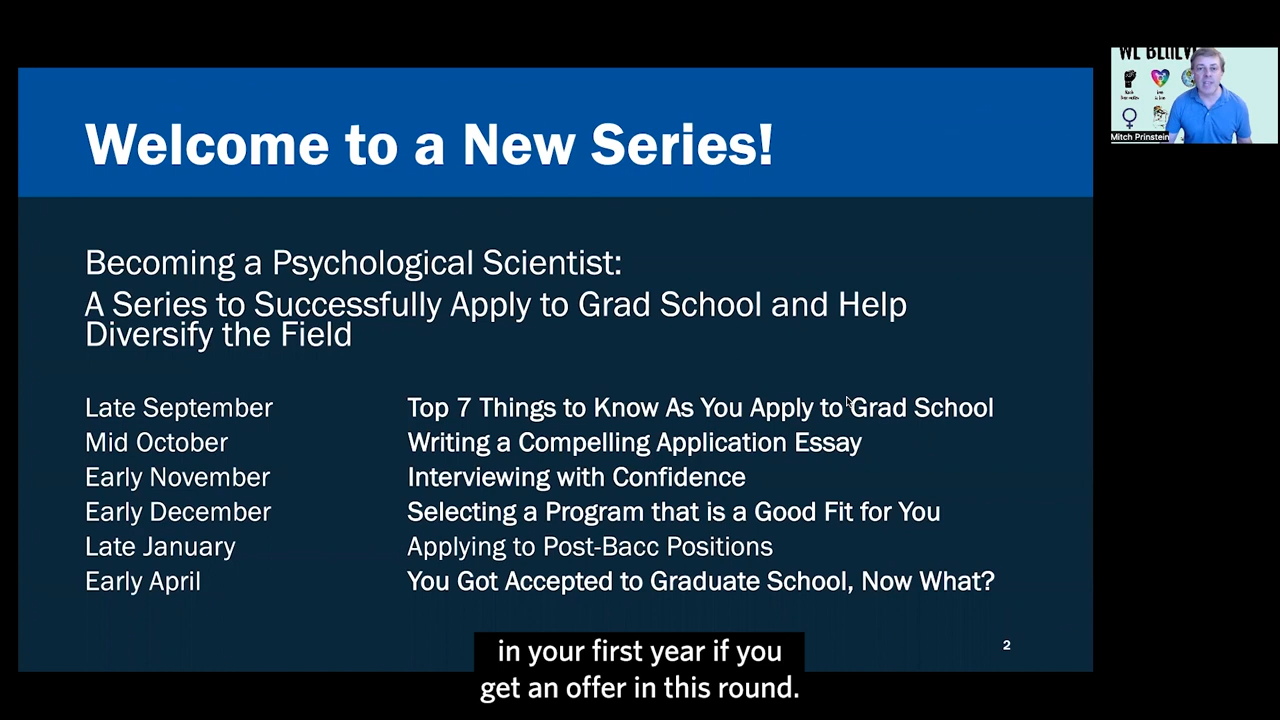 WE BELIEVE
Mitch Prinstein
Welcome to a New Series!
Becoming a Psychological Scientist:
A Series to Successfully Apply to Grad School and Help
Diversify the Field
Late September Top 7 Things to Know As You Apply to Grad School
Mid October Writing a Compelling Application Essay
Early November Interviewing with Confidence
Early December Selecting a Program that is a Good Fit for You
Late January Applying to Post-Bacc Positions
Early April You Got Accepted to Graduate School, Now What?
2
in your first year if you
get an offer in this round.